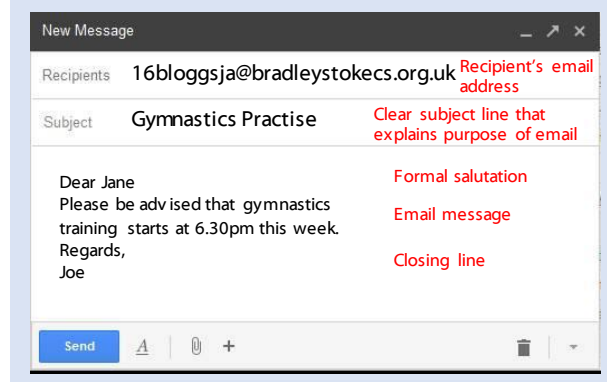 New Message
Recipients 16bloggsja@bradleystokecs.org.uk Recipient's email
address
Subject Gymnastics Practise Clear subject line that
explains purpose of email
Dear Jane Formal salutation
Please be advised that gymnastics
training starts at 6.30pm this week. Email message
Regards,
Joe Closing line
Send A